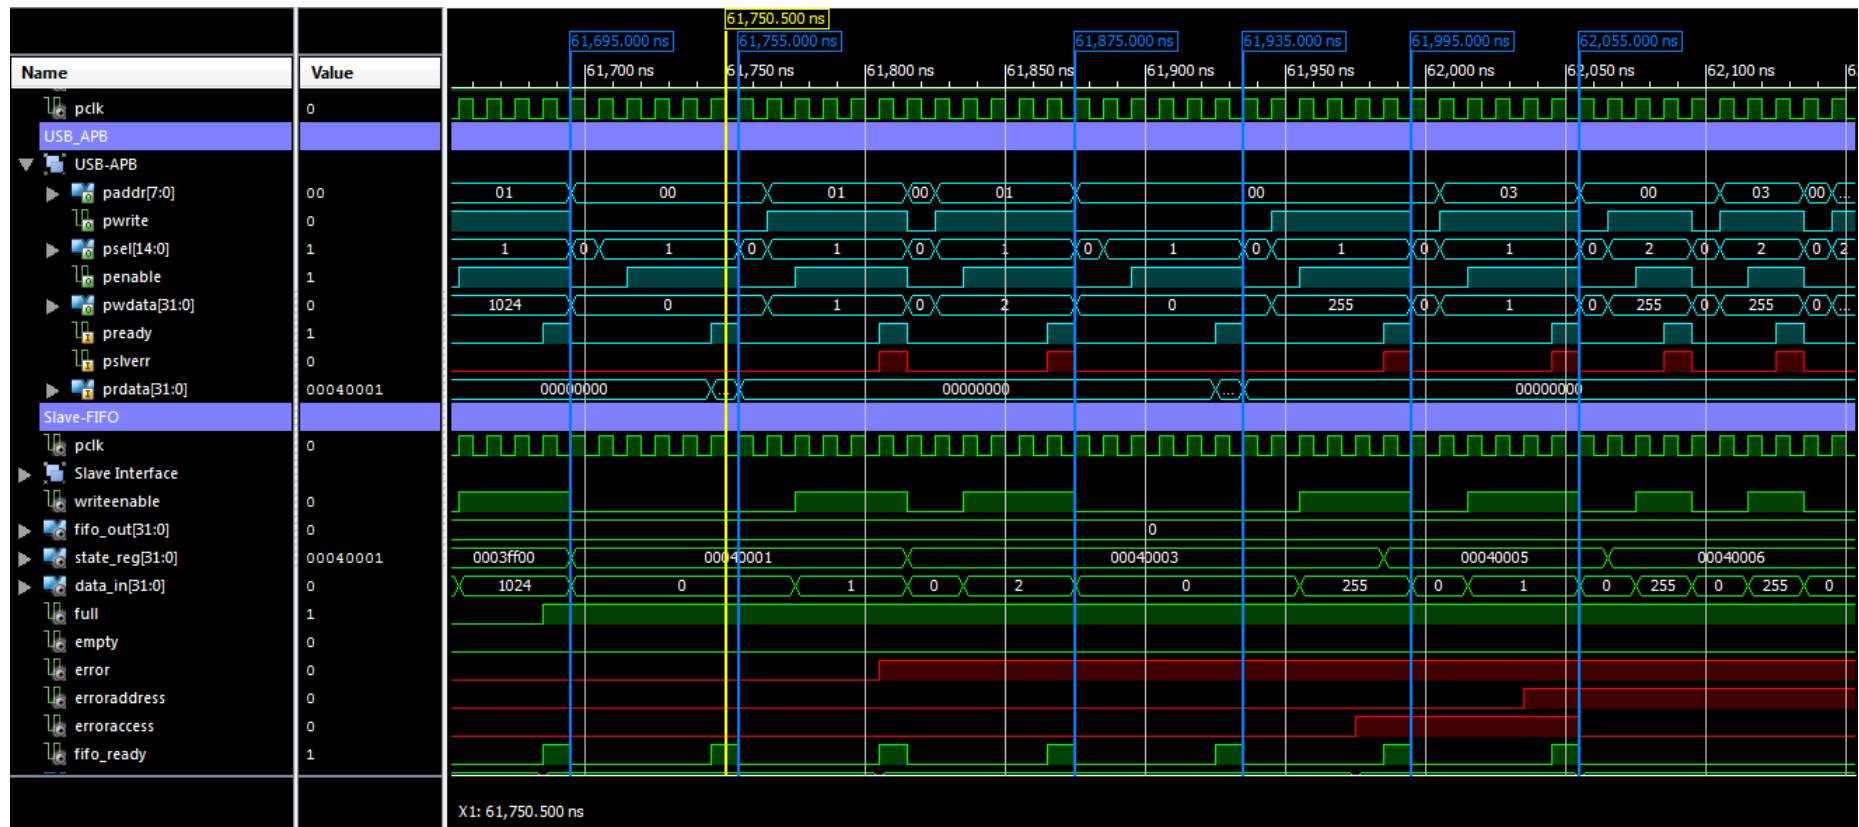 61,750.500 ns
61,695.000 ns 61,755.000 ns 61,875.000 ns 61,935.000 ns 61,995.000 ns 62,055.000 ns
Name Value 61,700 ns 61,750 ns 61,800 ns 61,850 ns 61,900 ns 61,950 ns 62,000 ns 62,050 ns 62,100 ns
pclk 0
USB_APB
USB-APB
paddr[7:0] 00 01 00 01 00 01 00 03 00 03 00 ...
pwrite 0
psel[14:0] 1 1 0 1 0 1 0 1 0 1 0 1 0 1 0 2 0 2 0 2
penable 1
pwdata[31:0] 0 1024 0 1 0 2 0 255 0 1 0 255 0 255 0 ...
pready 1
pslverr 0
prdata[31:0] 00040001 00000000 ... 00000000 ... 00000000
Slave-FIFO
pclk 0
Slave Interface
writeenable 0
fifo_out[31:0] 0 0
state_reg[31:0] 00040001 0003ff00 00040001 00040003 00040005 00040006
data_in[31:0] 0 1024 0 1 0 2 0 255 0 1 0 255 0 255 0
full 1
empty 0
error 0
erroraddress 0
erroraccess 0
fifo_ready 1
X1: 61,750.500 ns